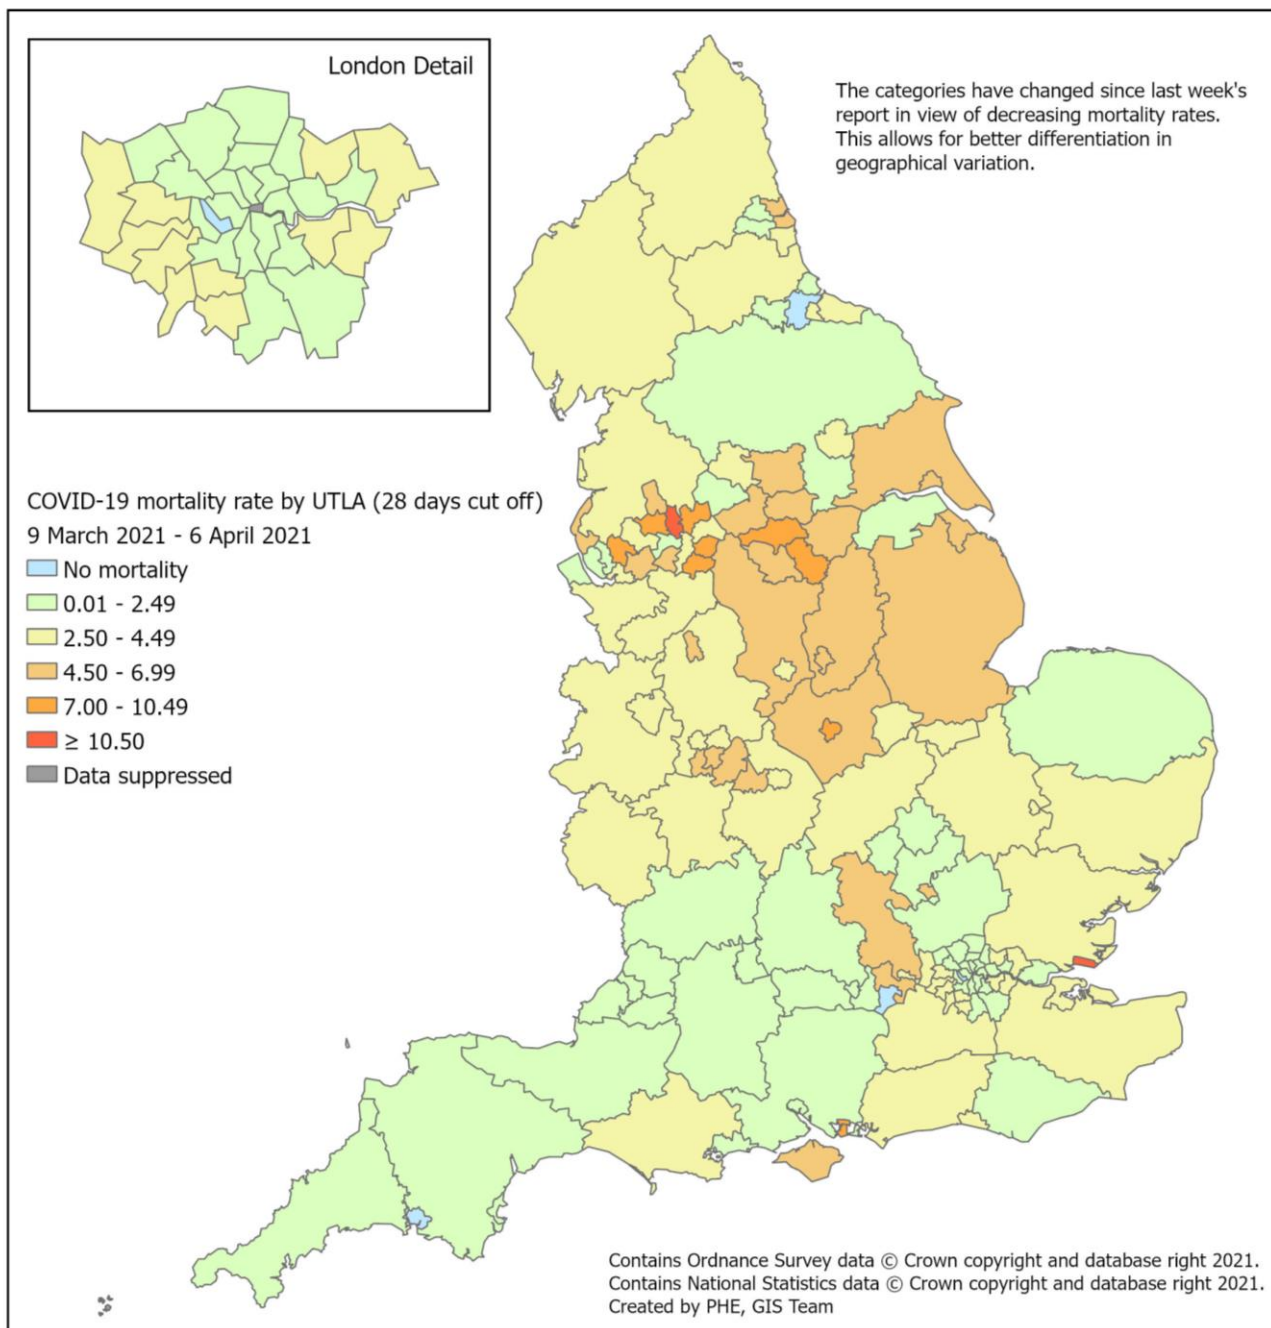 London Detail
The categories have changed since last week's
report in view of decreasing mortality rates.
This allows for better differentiation in
geographical variation.
COVID-19 mortality rate by UTLA (28 days cut off)
9 March 2021 - 6 April 2021
No mortality
0.01 - 2.49
2.50 - 4.49
4.50 - 6.99
7.00 - 10.49
≥ 10.50
Data suppressed
Contains Ordnance Survey data © Crown copyright and database right 2021.
Contains National Statistics data © Crown copyright and database right 2021.
Created by PHE, GIS Team